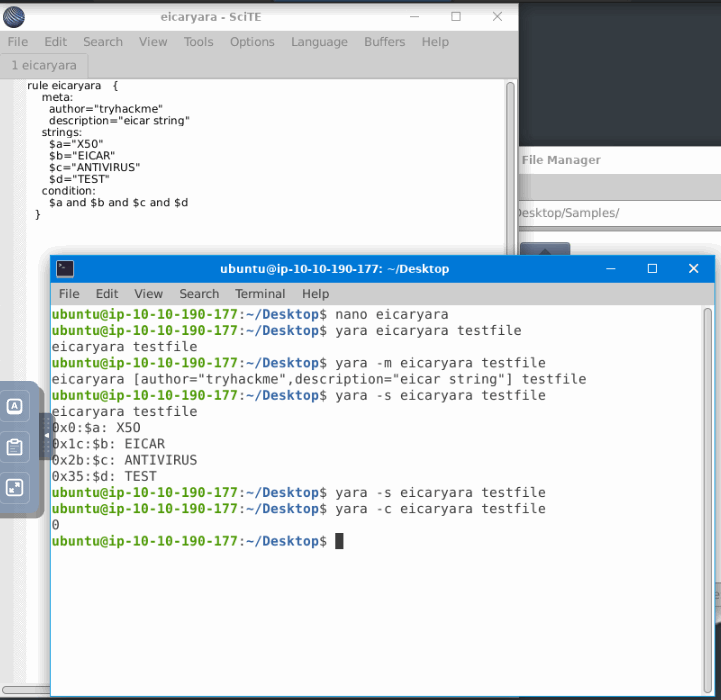 eicaryara - SciTE
File Edit Search View Tools Options Language Buffers Help
1 eicaryara
rule eicaryara {
meta:
author="tryhackme"
description="eicar string"
strings:
$a="X5O"
$b="EICAR"
$c="ANTIVIRUS"
$d="TEST"
condition:
$a and $b and $c and $d
}
File Manager
Desktop/Samples/
ubuntu@ip-10-10-190-177: ~/Desktop
File Edit View Search Terminal Help
ubuntu@ip-10-10-190-177:~/Desktop$ nano eicaryara
ubuntu@ip-10-10-190-177:~/Desktop$ yara eicaryara testfile
eicaryara testfile
ubuntu@ip-10-10-190-177:~/Desktop$ yara -m eicaryara testfile
eicaryara [author="tryhackme",description="eicar string"] testfile
ubuntu@ip-10-10-190-177:~/Desktop$ yara -s eicaryara testfile
eicaryara testfile
0x0:$a: X5O
0x1c:$b: EICAR
0x2b:$c: ANTIVIRUS
0x35:$d: TEST
ubuntu@ip-10-10-190-177:~/Desktop$ yara -s eicaryara testfile
ubuntu@ip-10-10-190-177:~/Desktop$ yara -c eicaryara testfile
0
ubuntu@ip-10-10-190-177:~/Desktop$